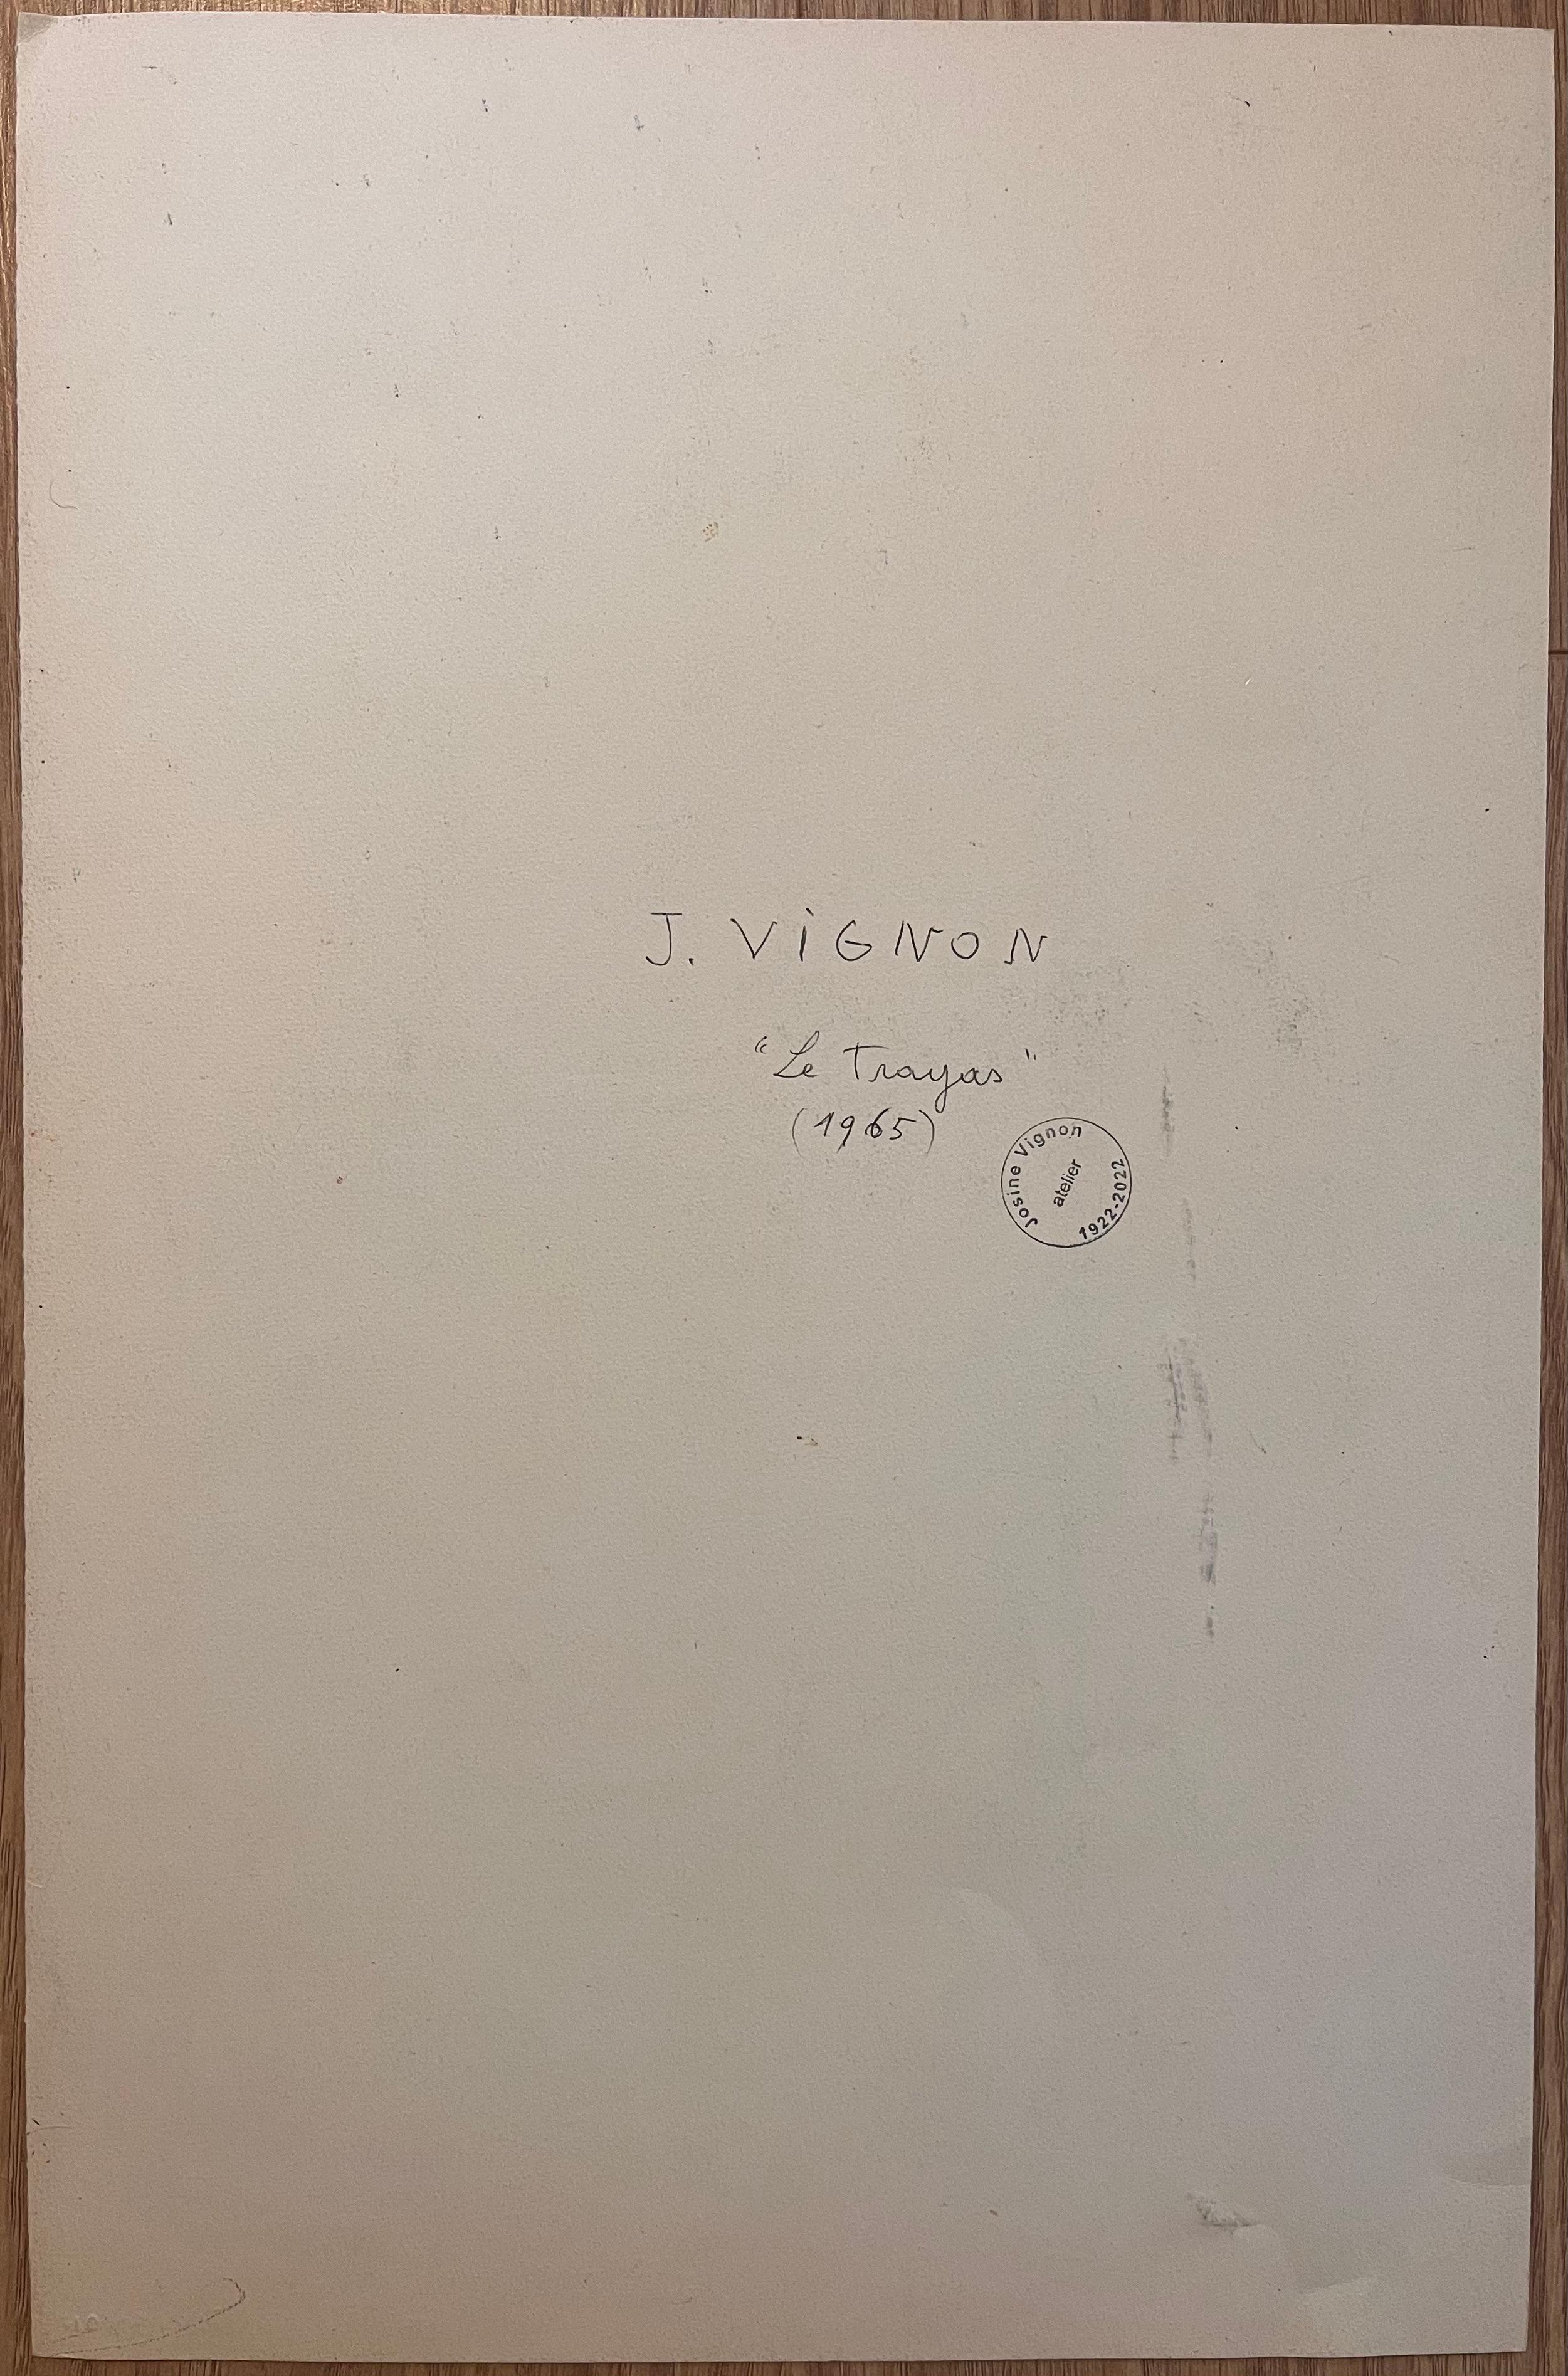 J. ViGNON
"Le Trayas"
(1965)
Josine Vignon
atelier
1922-2022